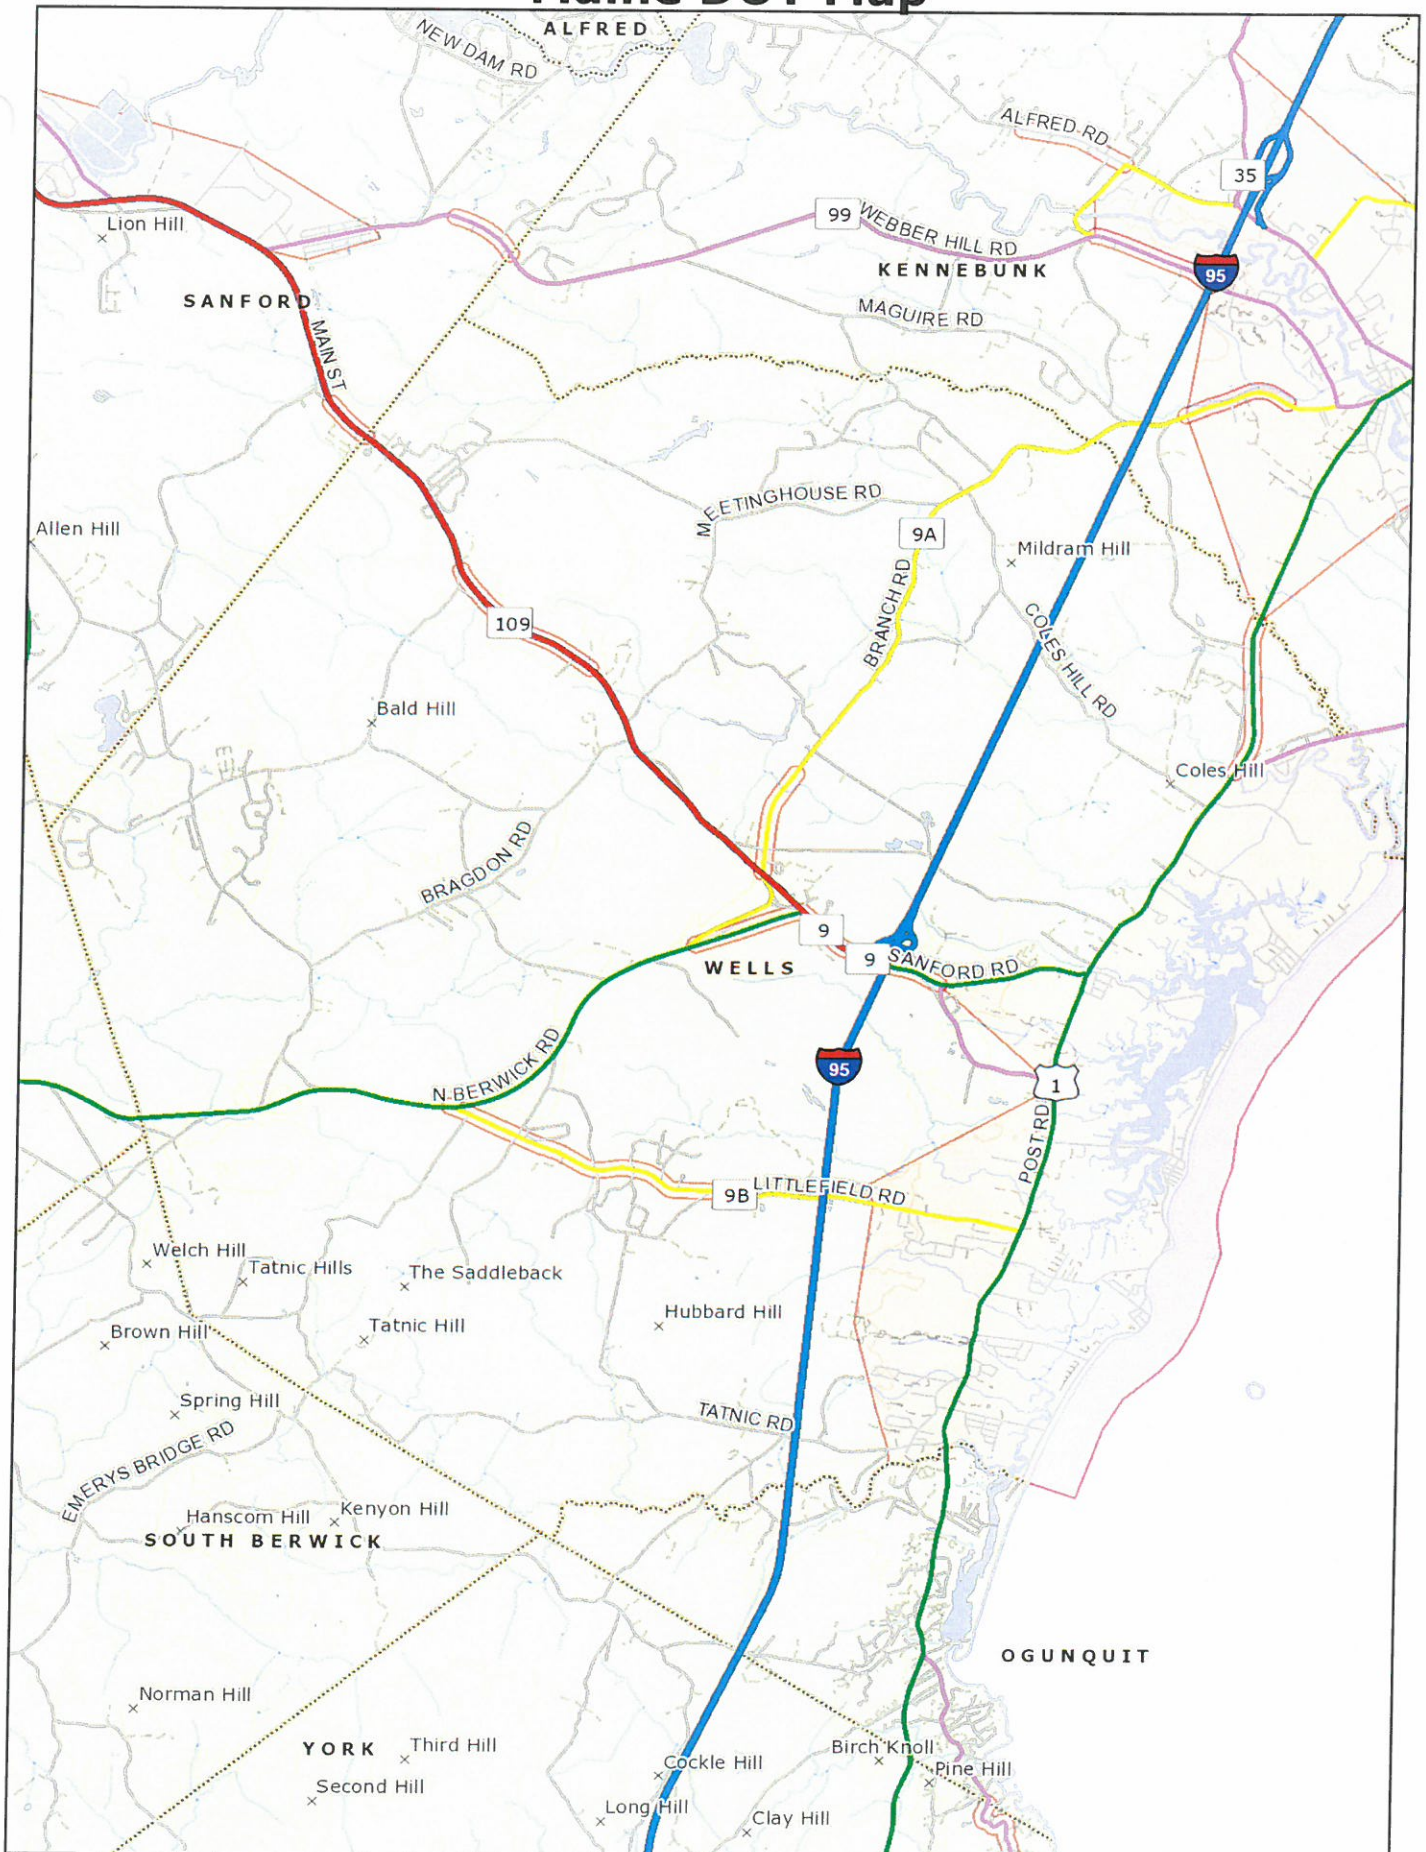 Maine DOT Map
ALFRED
NEW DAM RD
ALFRED RD
35
Lion Hill
99
WEBBER HILL RD
KENNEBUNK
95
SANFORD
MAGUIRE RD
MAIN ST
MEETINGHOUSE RD
Allen Hill
9A
Mildram Hill
BRANCH RD
109
COLES HILL RD
Bald Hill
Coles Hill
BRAGDON RD
9
9
SANFORD RD
WELLS
95
N BERWICK RD
1
POST RD
9B
LITTLEFIELD RD
Welch Hill
Tatnic Hills
The Saddleback
Hubbard Hill
Brown Hill
Tatnic Hill
Spring Hill
TATNIC RD
EMERYS BRIDGE RD
Hanscom Hill
Kenyon Hill
SOUTH BERWICK
OGUNQUIT
Norman Hill
YORK
Third Hill
Birch Knoll
Cockle Hill
Pine Hill
Second Hill
Long Hill
Clay Hill